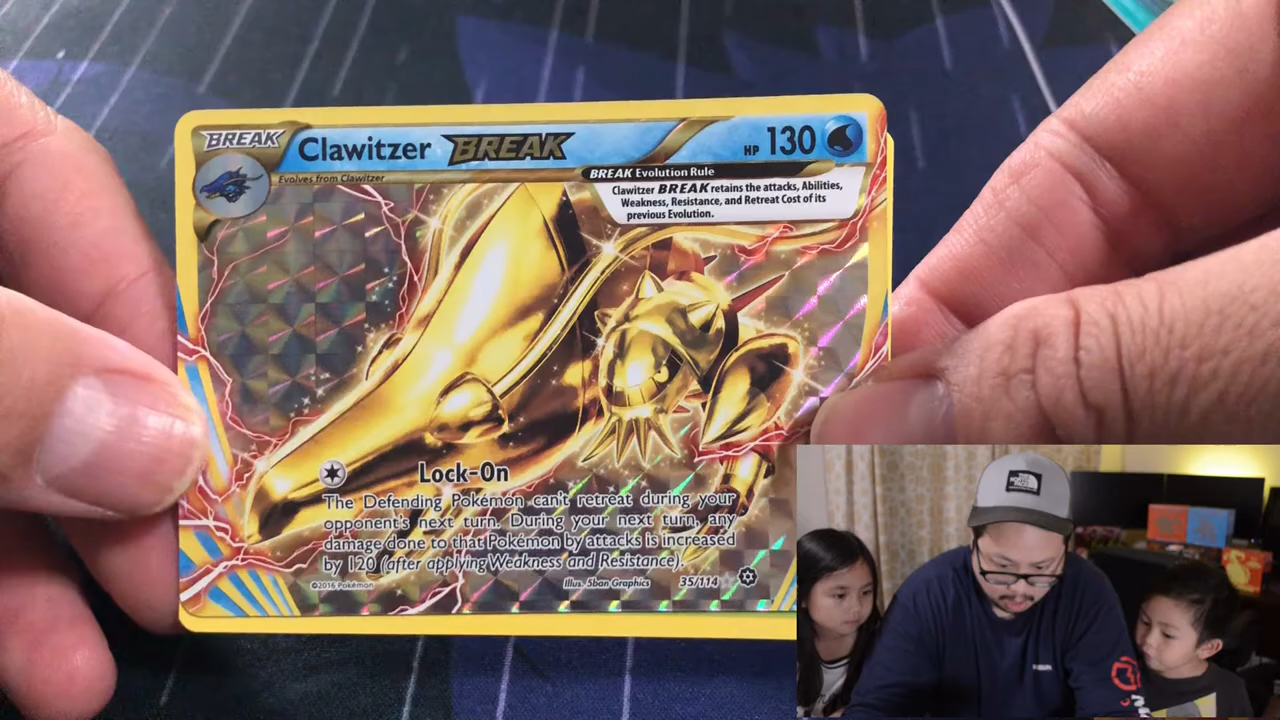 BREAK
Clawitzer BREAK
HP 130
Evolves from Clawitzer
BREAK Evolution Rule
Clawitzer BREAK retains the attacks, Abilities,
Weakness, Resistance, and Retreat Cost of its
previous Evolution.
Lock-On
The Defending Pokémon can't retreat during your
opponent's next turn. During your next turn, any
damage done to that Pokémon by attacks is increased
by 120 (after applying Weakness and Resistance).
©2016 Pokémon
Illus. 5ban Graphics
35/114
THE NORTH FACE